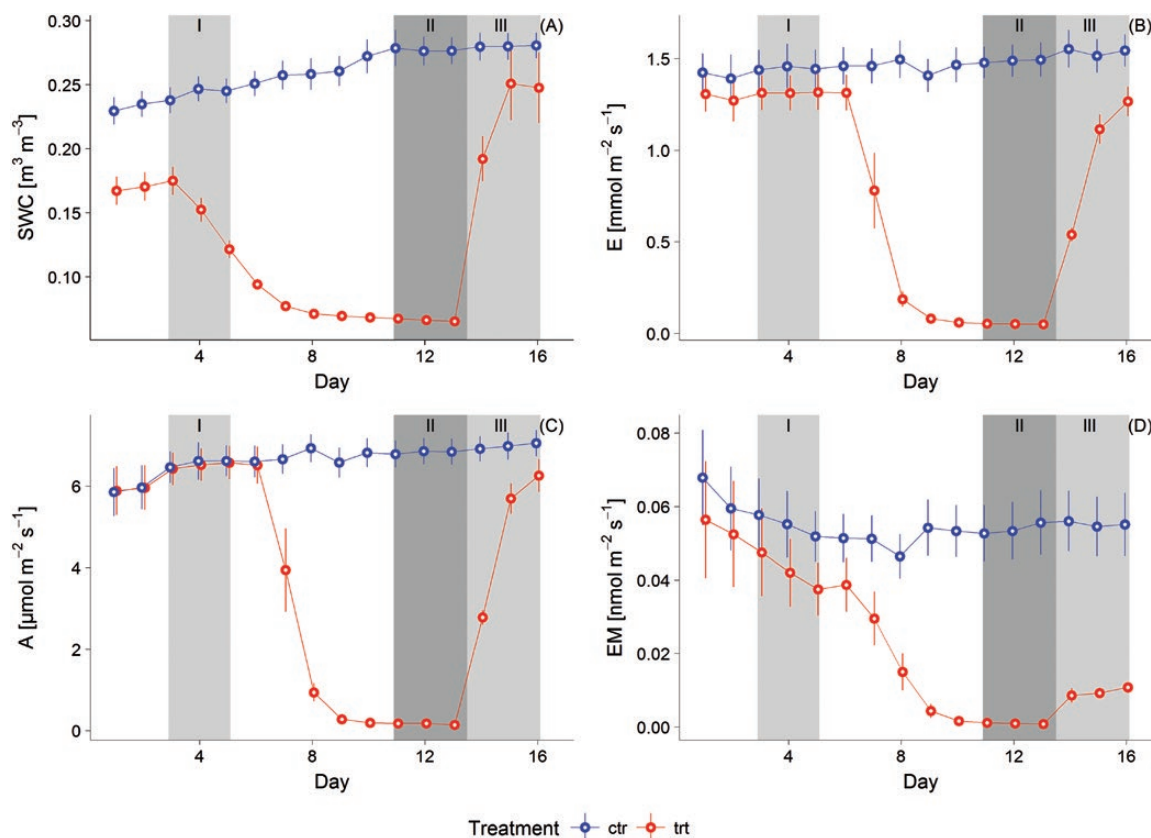 I II III (A)
SWC [m³ m⁻³]
0.30
0.25
0.20
0.15
0.10
4 8 12 16
Day
I II III (B)
E [mmol m⁻² s⁻¹]
1.5
1.0
0.5
0.0
4 8 12 16
Day
I II III (C)
A [µmol m⁻² s⁻¹]
6
4
2
0
4 8 12 16
Day
I II III (D)
EM [nmol m⁻² s⁻¹]
0.08
0.06
0.04
0.02
0.00
4 8 12 16
Day
Treatment ctr trt